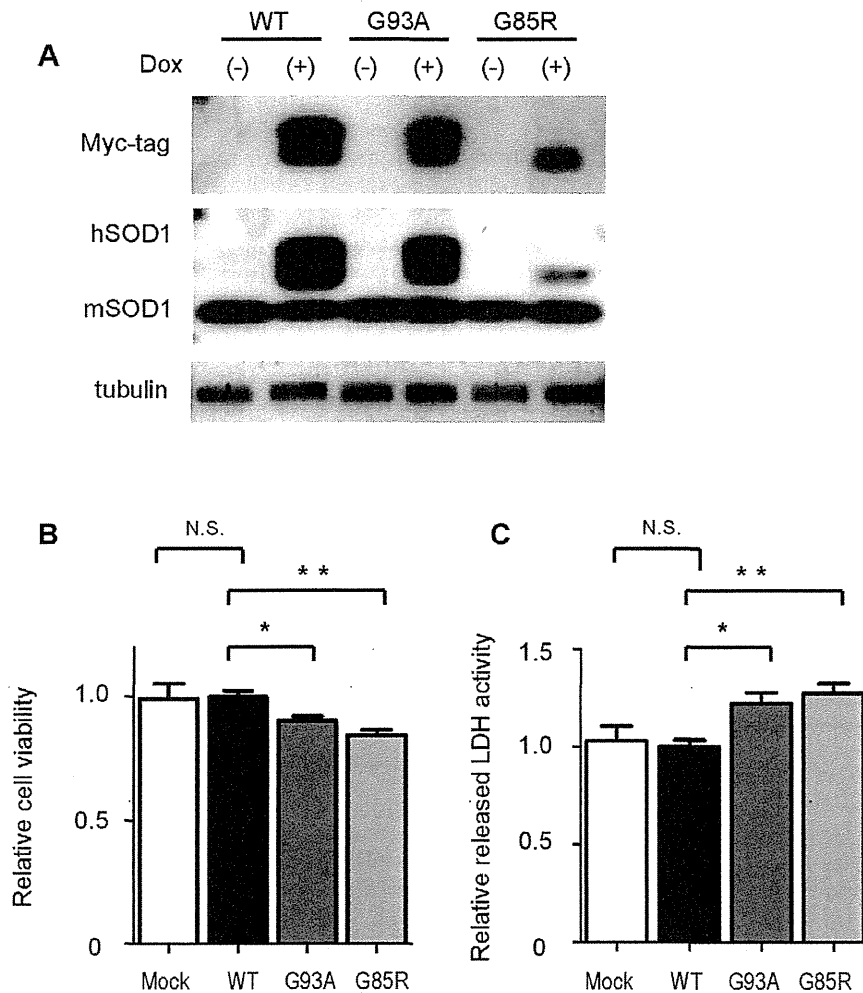 A
WT G93A G85R
Dox (-) (+) (-) (+) (-) (+)
Myc-tag
hSOD1
mSOD1
tubulin
B
N.S.
* *
*
Relative cell viability
1.0
0.5
0
Mock WT G93A G85R
C
N.S.
* *
*
Relative released LDH activity
1.5
1.0
0.5
0
Mock WT G93A G85R